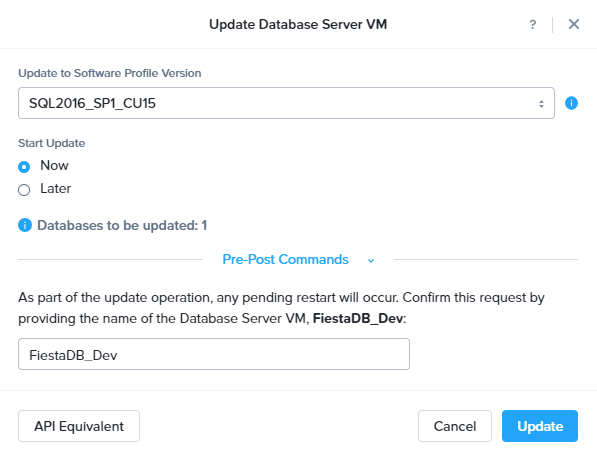 Update Database Server VM
?
Update to Software Profile Version
SQL2016_SP1_CU15
Start Update
Now
Later
Databases to be updated: 1
Pre-Post Commands
As part of the update operation, any pending restart will occur. Confirm this request by
providing the name of the Database Server VM, FiestaDB_Dev:
FiestaDB_Dev
API Equivalent
Cancel
Update